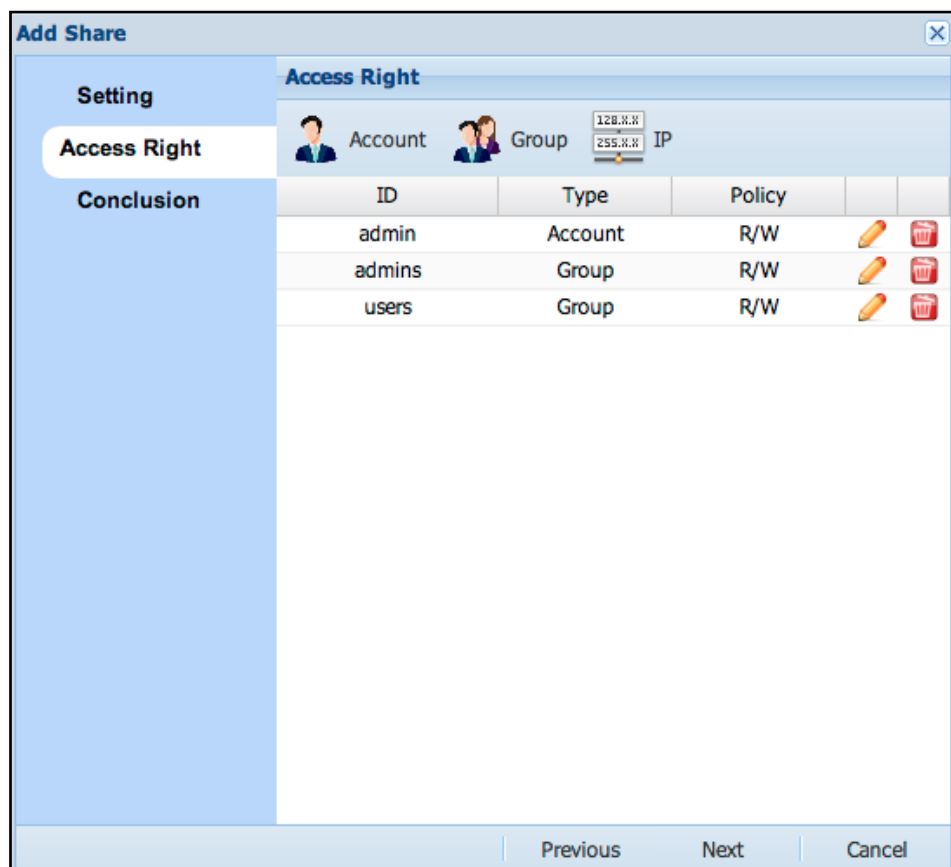 Add Share
Setting
Access Right
Conclusion
Access Right
Account Group 128.X.X 255.X.X IP
ID Type Policy
admin Account R/W
admins Group R/W
users Group R/W
Previous Next Cancel